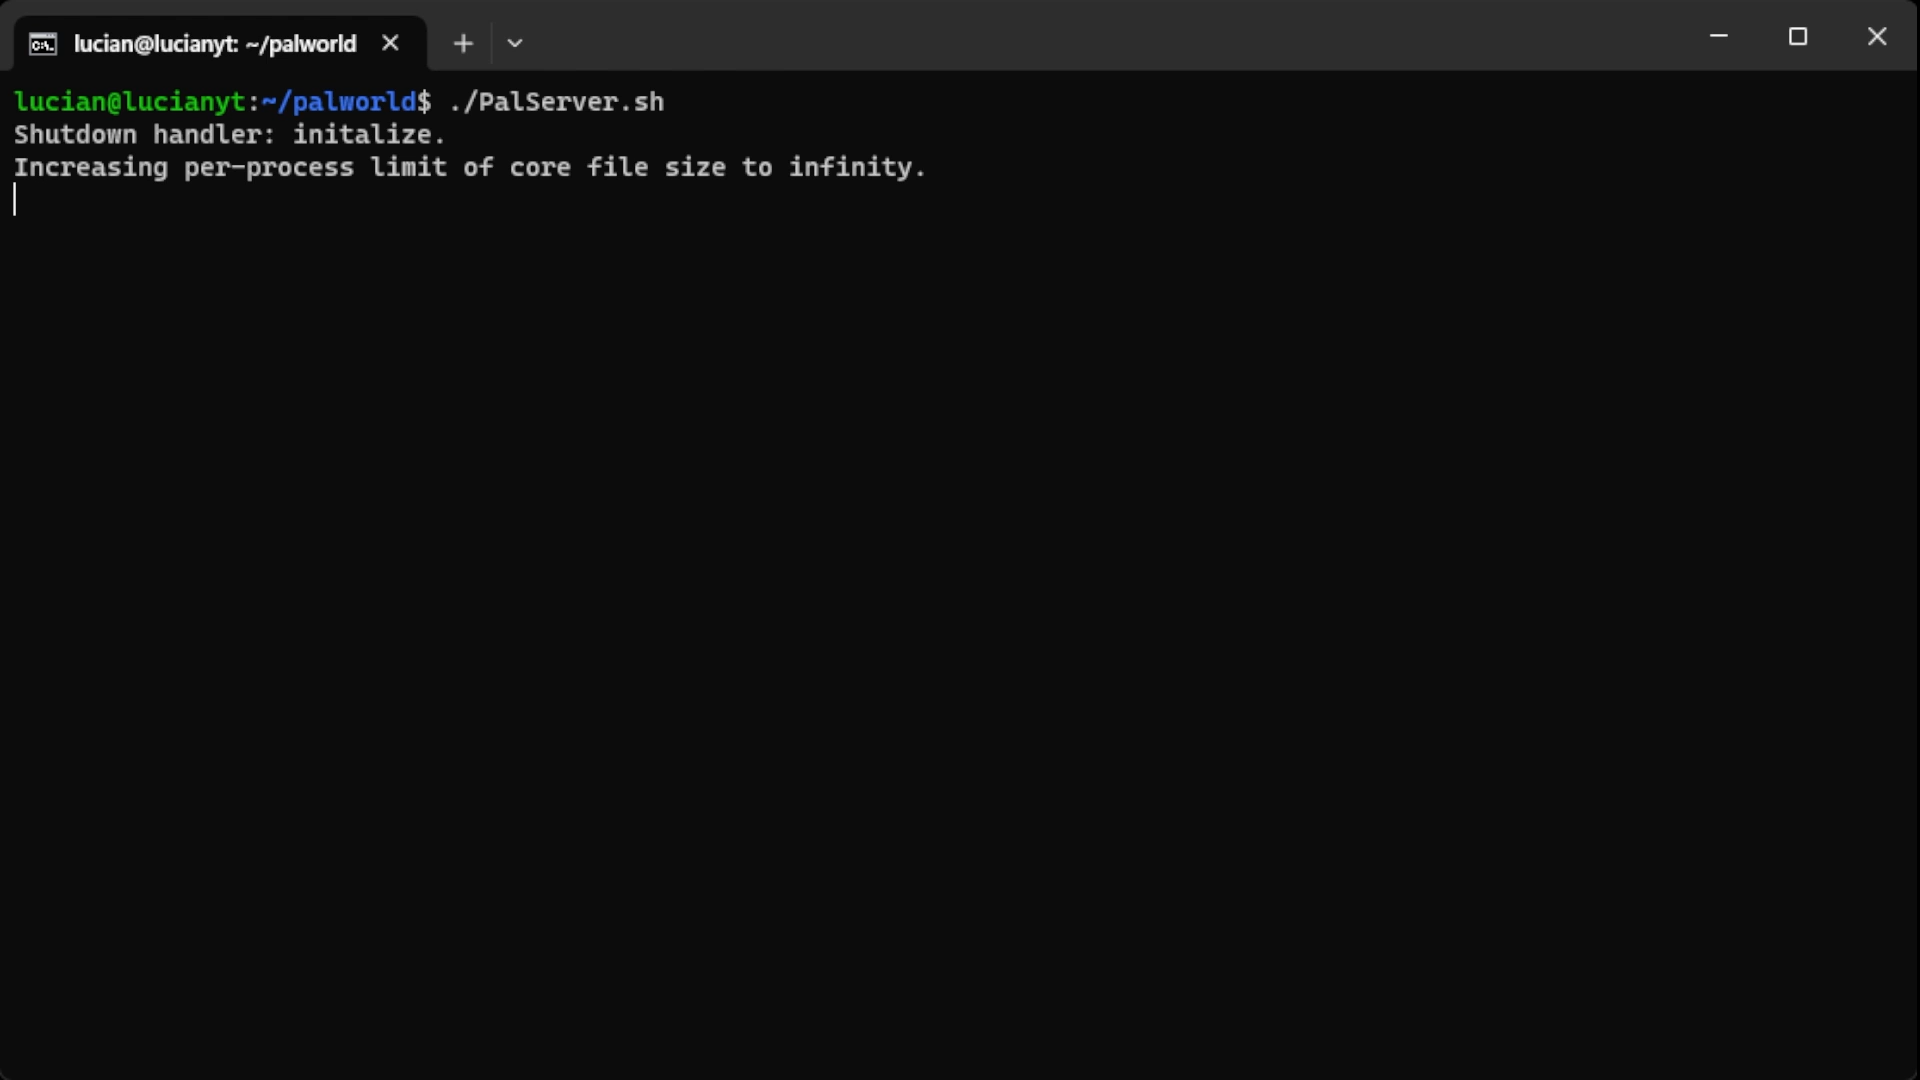 lucian@lucianyt: ~/palworld
lucian@lucianyt:~/palworld$ ./PalServer.sh
Shutdown handler: initalize.
Increasing per-process limit of core file size to infinity.